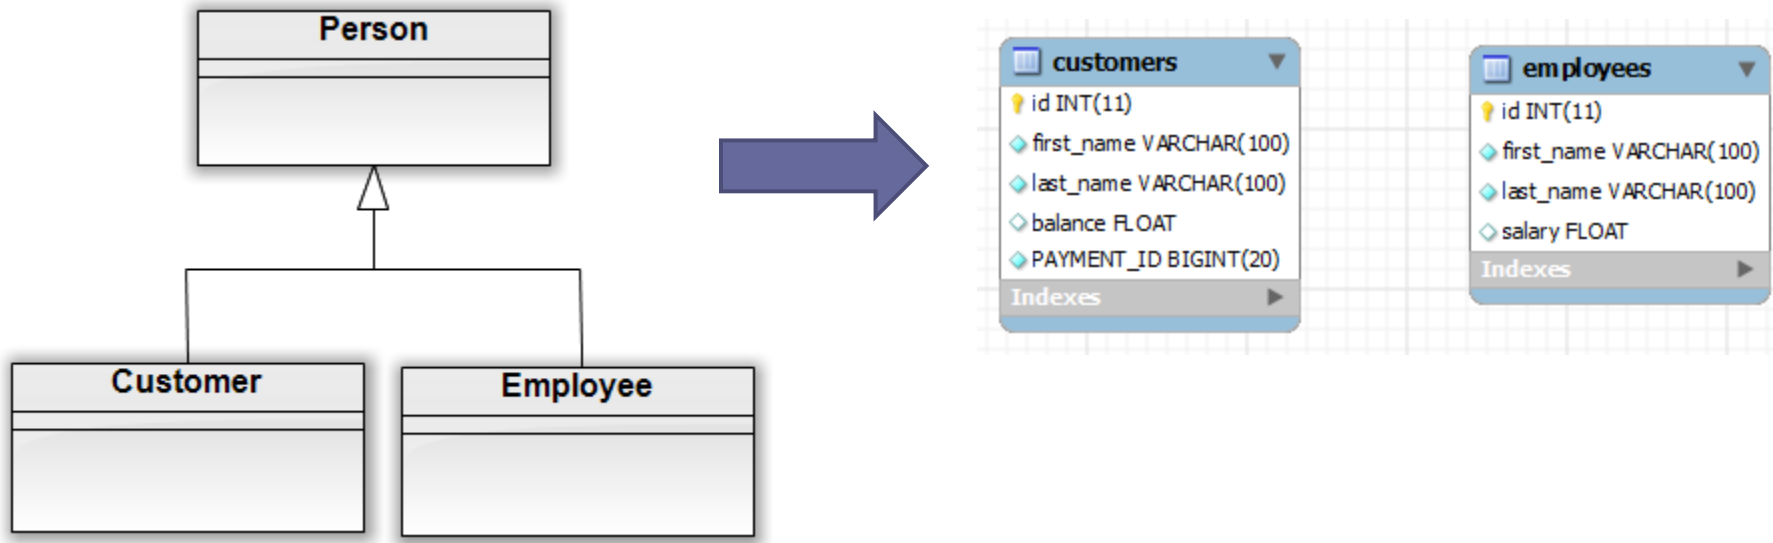 Person
Customer
Employee
customers
id INT(11)
first_name VARCHAR(100)
last_name VARCHAR(100)
balance FLOAT
PAYMENT_ID BIGINT(20)
Indexes
employees
id INT(11)
first_name VARCHAR(100)
last_name VARCHAR(100)
salary FLOAT
Indexes